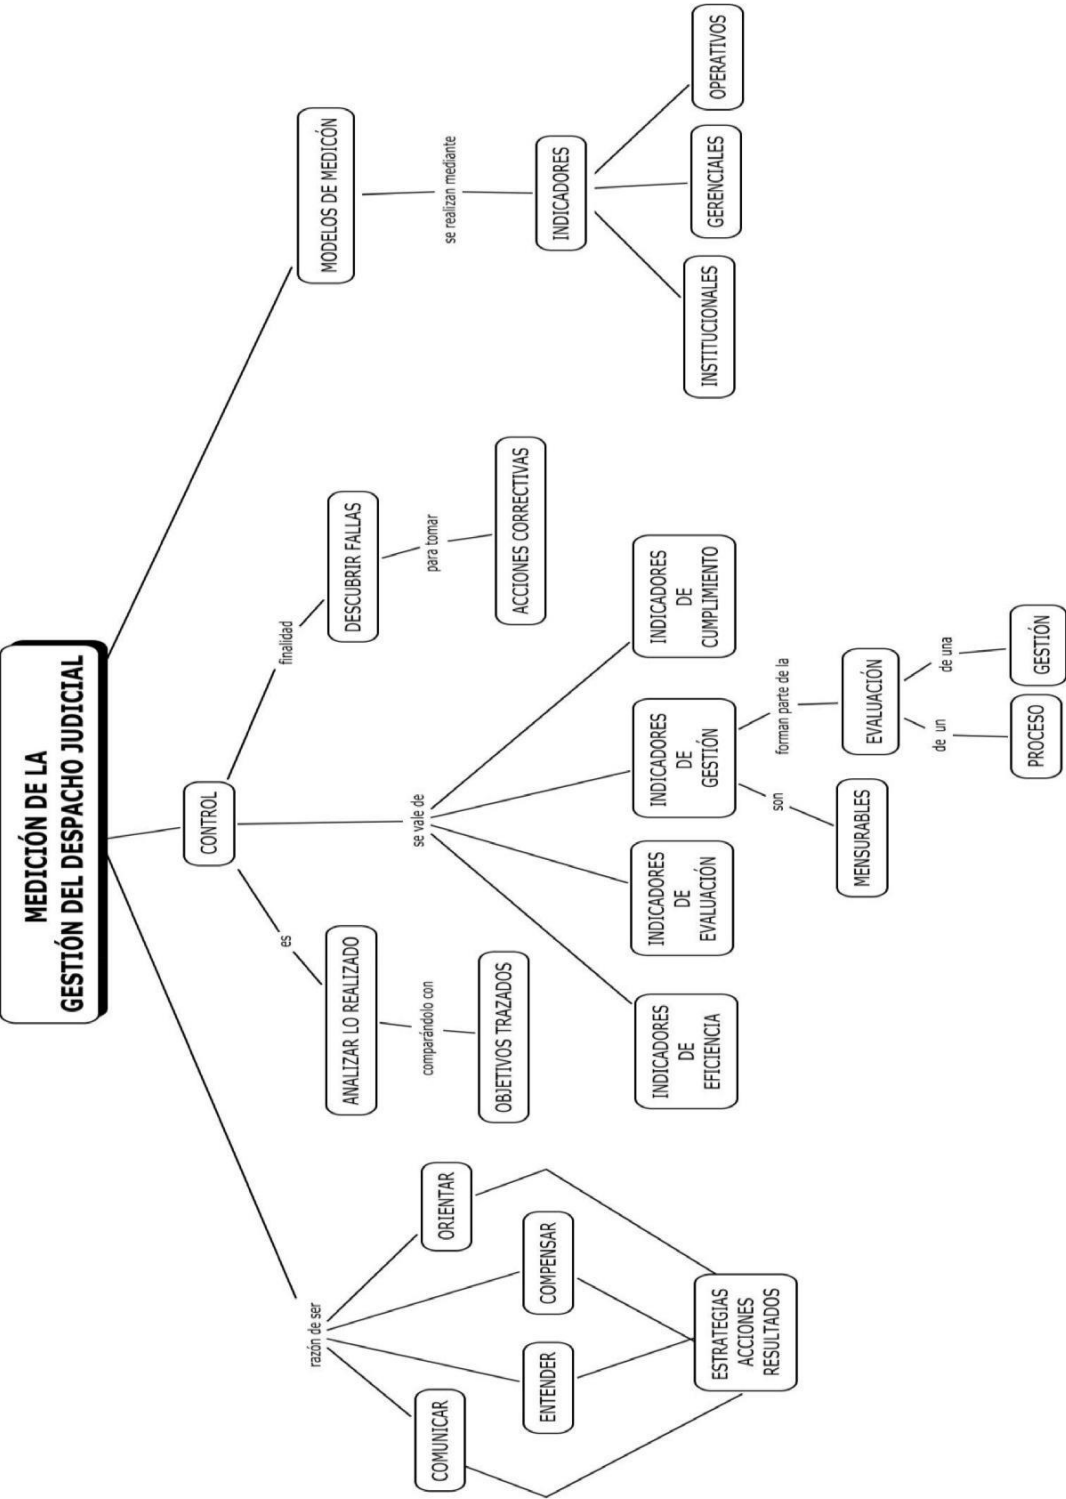 MEDICIÓN DE LA
GESTIÓN DEL DESPACHO JUDICIAL
razón de ser
COMUNICAR
ENTENDER
COMPENSAR
ORIENTAR
ESTRATEGIAS
ACCIONES
RESULTADOS
CONTROL
es
ANALIZAR LO REALIZADO
comparándolo con
OBJETIVOS TRAZADOS
finalidad
DESCUBRIR FALLAS
para tomar
ACCIONES CORRECTIVAS
se vale de
INDICADORES
DE
EFICIENCIA
INDICADORES
DE
EVALUACIÓN
INDICADORES
DE
GESTIÓN
INDICADORES
DE
CUMPLIMIENTO
son
MENSURABLES
forman parte de la
EVALUACIÓN
de un
PROCESO
de una
GESTIÓN
MODELOS DE MEDICÓN
se realizan mediante
INDICADORES
INSTITUCIONALES
GERENCIALES
OPERATIVOS